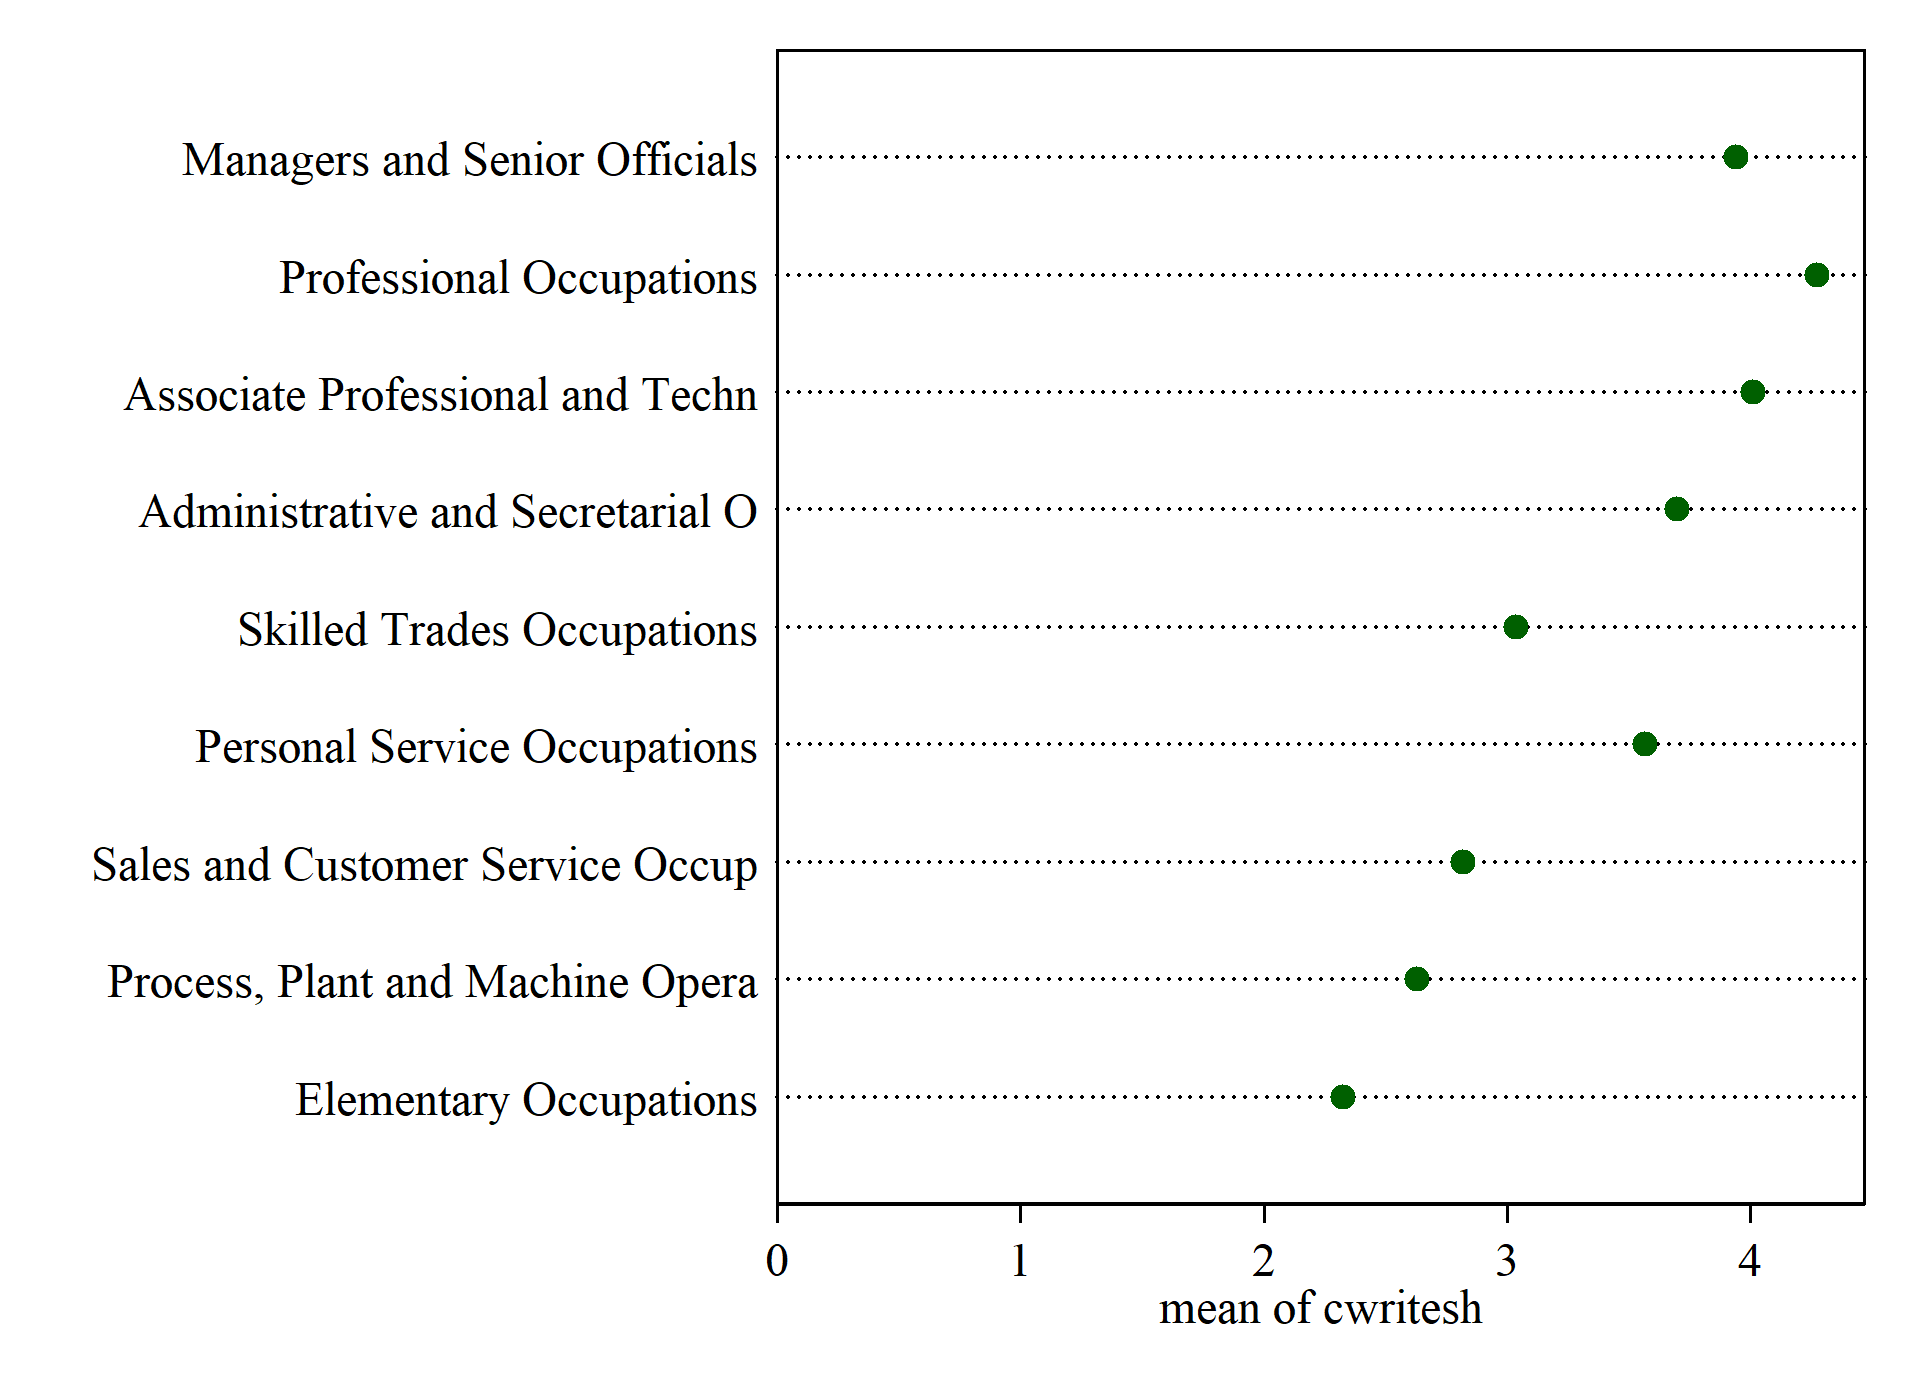 Managers and Senior Officials
Professional Occupations
Associate Professional and Techn
Administrative and Secretarial O
Skilled Trades Occupations
Personal Service Occupations
Sales and Customer Service Occup
Process, Plant and Machine Opera
Elementary Occupations
0 1 2 3 4
mean of cwritesh